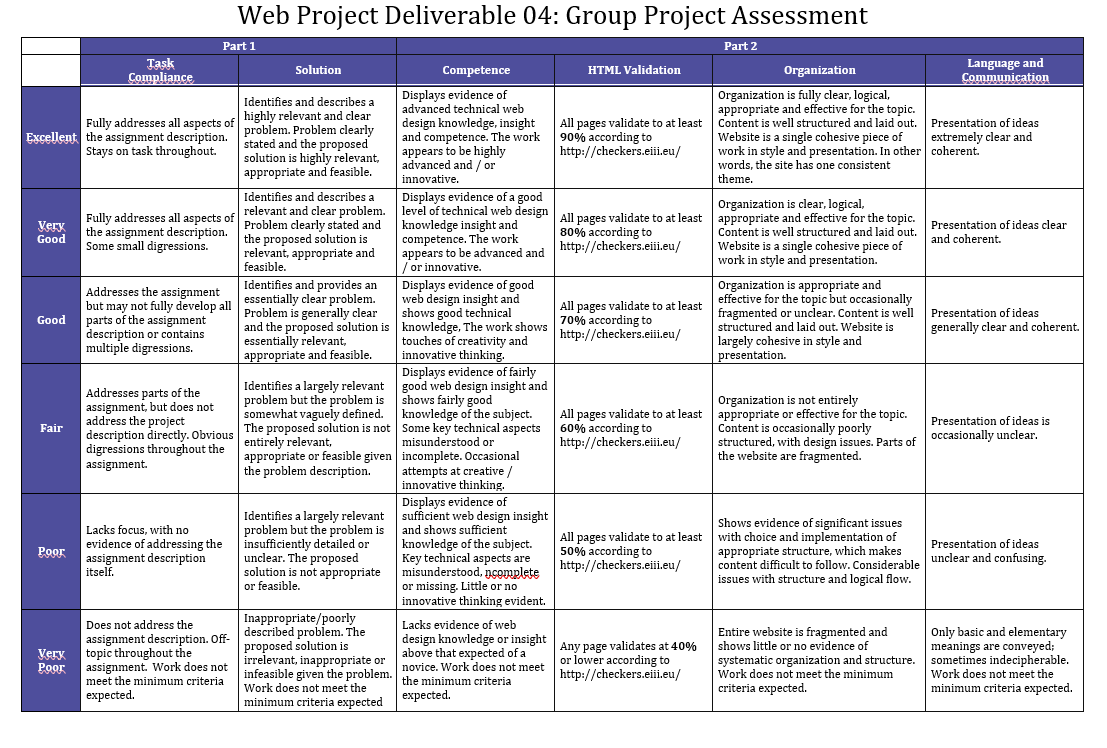 Web Project Deliverable 04: Group Project Assessment
Part 1
Part 2
Task
Compliance
Solution
Competence
HTML Validation
Organization
Language and
Communication
Excellent
Fully addresses all aspects of
the assignment description.
Stays on task throughout.
Identifies and describes a
highly relevant and clear
problem. Problem clearly
stated and the proposed
solution is highly relevant,
appropriate and feasible.
Displays evidence of
advanced technical web
design knowledge, insight
and competence. The work
appears to be highly
advanced and / or
innovative.
All pages validate to at least
90% according to
http://checkers.eiii.eu/
Organization is fully clear, logical,
appropriate and effective for the topic.
Content is well structured and laid out.
Website is a single cohesive piece of
work in style and presentation. In other
words, the site has one consistent
theme.
Presentation of ideas
extremely clear and
coherent.
Very
Good
Fully addresses all aspects of
the assignment description.
Some small digressions.
Identifies and describes a
relevant and clear problem.
Problem clearly stated and
the proposed solution is
relevant, appropriate and
feasible.
Displays evidence of a good
level of technical web design
knowledge insight and
competence. The work
appears to be advanced and
/ or innovative.
All pages validate to at least
80% according to
http://checkers.eiii.eu/
Organization is clear, logical,
appropriate and effective for the topic.
Content is well structured and laid out.
Website is a single cohesive piece of
work in style and presentation.
Presentation of ideas clear
and coherent.
Good
Addresses the assignment
but may not fully develop all
parts of the assignment
description or contains
multiple digressions.
Identifies and provides an
essentially clear problem.
Problem is generally clear
and the proposed solution is
essentially relevant,
appropriate and feasible.
Displays evidence of good
web design insight and
shows good technical
knowledge, The work shows
touches of creativity and
innovative thinking.
All pages validate to at least
70% according to
http://checkers.eiii.eu/
Organization is appropriate and
effective for the topic but occasionally
fragmented or unclear. Content is well
structured and laid out. Website is
largely cohesive in style and
presentation.
Presentation of ideas
generally clear and coherent.
Fair
Addresses parts of the
assignment, but does not
address the project
description directly. Obvious
digressions throughout the
assignment.
Identifies a largely relevant
problem but the problem is
somewhat vaguely defined.
The proposed solution is not
entirely relevant,
appropriate or feasible given
the problem description.
Displays evidence of fairly
good web design insight and
shows fairly good
knowledge of the subject.
Some key technical aspects
misunderstood or
incomplete. Occasional
attempts at creative /
innovative thinking.
All pages validate to at least
60% according to
http://checkers.eiii.eu/
Organization is not entirely
appropriate or effective for the topic.
Content is occasionally poorly
structured, with design issues. Parts of
the website are fragmented.
Presentation of ideas is
occasionally unclear.
Poor
Lacks focus, with no
evidence of addressing the
assignment description
itself.
Identifies a largely relevant
problem but the problem is
insufficiently detailed or
unclear. The proposed
solution is not appropriate
or feasible.
Displays evidence of
sufficient web design insight
and shows sufficient
knowledge of the subject.
Key technical aspects are
misunderstood, ncomplete
or missing. Little or no
innovative thinking evident.
All pages validate to at least
50% according to
http://checkers.eiii.eu/
Shows evidence of significant issues
with choice and implementation of
appropriate structure, which makes
content difficult to follow. Considerable
issues with structure and logical flow.
Presentation of ideas
unclear and confusing.
Very
Poor
Does not address the
assignment description. Off-
topic throughout the
assignment. Work does not
meet the minimum criteria
expected.
Inappropriate/poorly
described problem. The
proposed solution is
irrelevant, inappropriate or
infeasible given the problem.
Work does not meet the
minimum criteria expected
Lacks evidence of web
design knowledge or insight
above that expected of a
novice. Work does not meet
the minimum criteria
expected.
Any page validates at 40%
or lower according to
http://checkers.eiii.eu/
Entire website is fragmented and
shows little or no evidence of
systematic organization and structure.
Work does not meet the minimum
criteria expected.
Only basic and elementary
meanings are conveyed;
sometimes indecipherable.
Work does not meet the
minimum criteria expected.